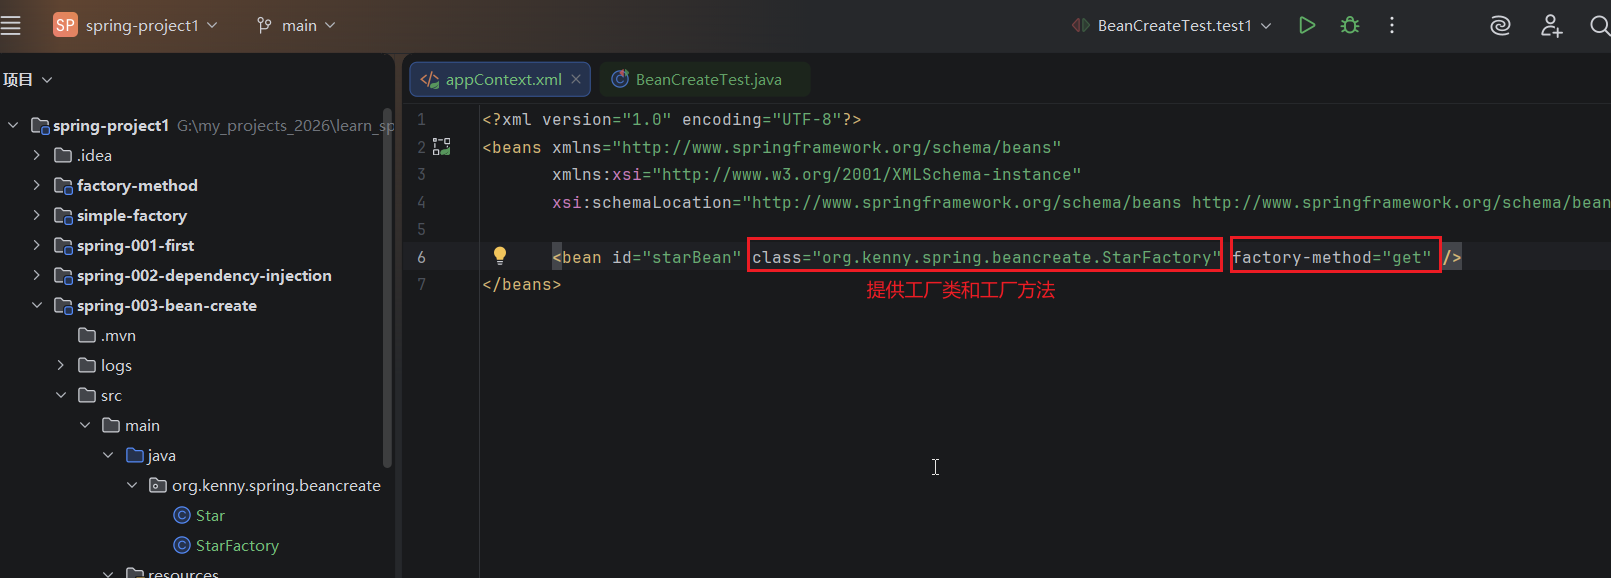 SP spring-project1 main BeanCreateTest.test1
项目
appContext.xml BeanCreateTest.java
spring-project1 G:\my_projects_2026\learn_sp
.idea
factory-method
simple-factory
spring-001-first
spring-002-dependency-injection
spring-003-bean-create
.mvn
logs
src
main
java
org.kenny.spring.beancreate
Star
StarFactory
resources
1 <?xml version="1.0" encoding="UTF-8"?>
2 <beans xmlns="http://www.springframework.org/schema/beans"
3 xmlns:xsi="http://www.w3.org/2001/XMLSchema-instance"
4 xsi:schemaLocation="http://www.springframework.org/schema/beans http://www.springframework.org/schema/bean
5
6 <bean id="starBean" class="org.kenny.spring.beancreate.StarFactory" factory-method="get" />
7 </beans>
提供工厂类和工厂方法